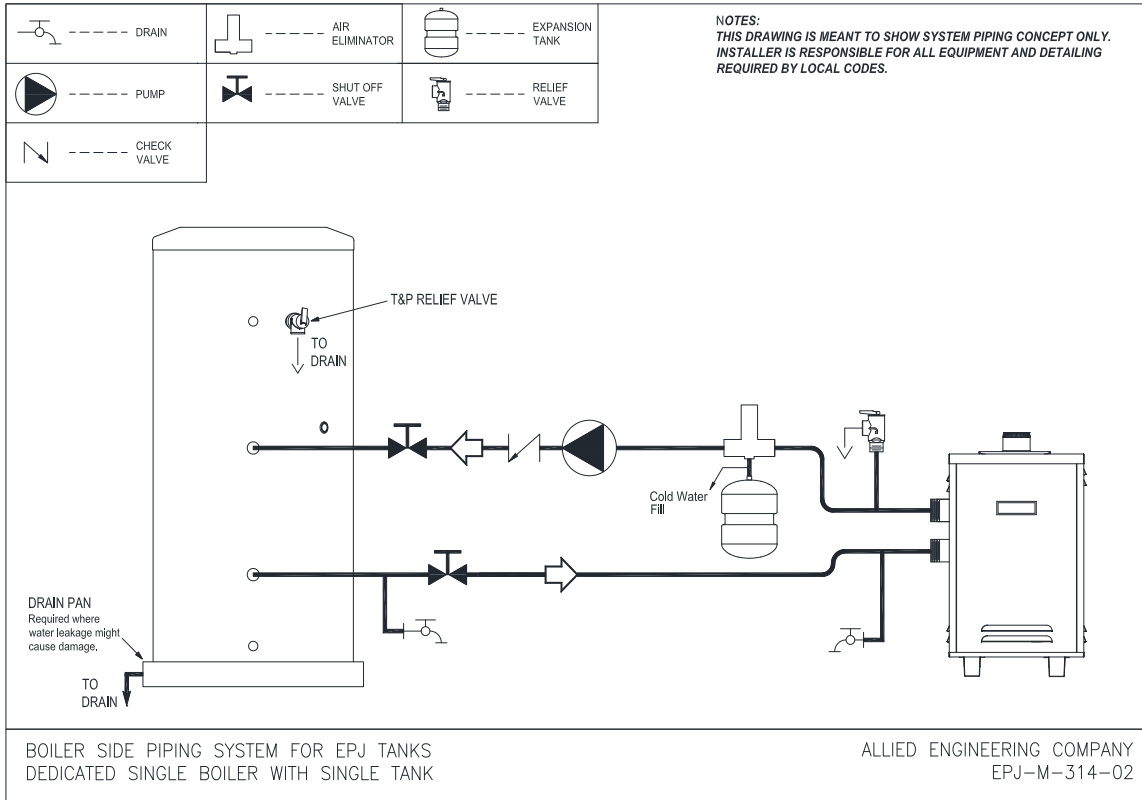 DRAIN
AIR
ELIMINATOR
EXPANSION
TANK
PUMP
SHUT OFF
VALVE
RELIEF
VALVE
CHECK
VALVE
NOTES:
THIS DRAWING IS MEANT TO SHOW SYSTEM PIPING CONCEPT ONLY.
INSTALLER IS RESPONSIBLE FOR ALL EQUIPMENT AND DETAILING
REQUIRED BY LOCAL CODES.
T&P RELIEF VALVE
TO
DRAIN
Cold Water
Fill
DRAIN PAN
Required where
water leakage might
cause damage.
TO
DRAIN
BOILER SIDE PIPING SYSTEM FOR EPJ TANKS
DEDICATED SINGLE BOILER WITH SINGLE TANK
ALLIED ENGINEERING COMPANY
EPJ-M-314-02